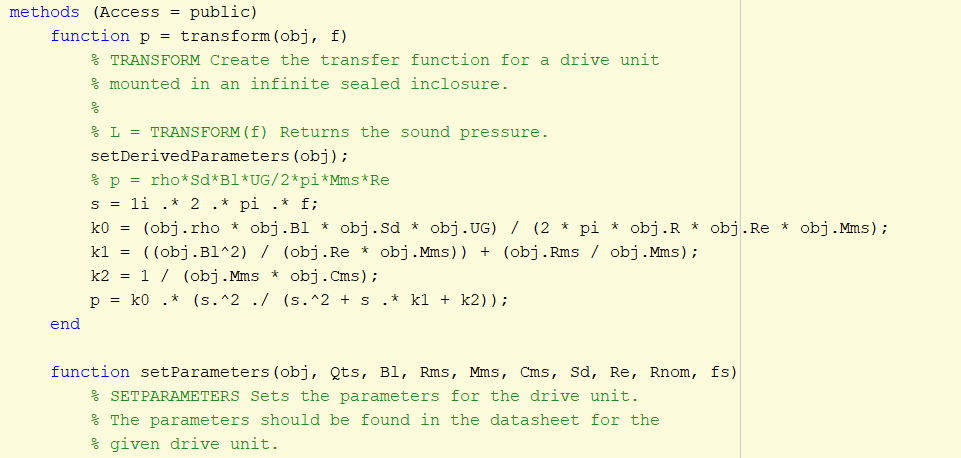 methods (Access = public)
function p = transform(obj, f)
% TRANSFORM Create the transfer function for a drive unit
% mounted in an infinite sealed inclosure.
%
% L = TRANSFORM(f) Returns the sound pressure.
setDerivedParameters(obj);
% p = rho*Sd*Bl*UG/2*pi*Mms*Re
s = 1i .* 2 .* pi .* f;
k0 = (obj.rho * obj.Bl * obj.Sd * obj.UG) / (2 * pi * obj.R * obj.Re * obj.Mms);
k1 = ((obj.Bl^2) / (obj.Re * obj.Mms)) + (obj.Rms / obj.Mms);
k2 = 1 / (obj.Mms * obj.Cms);
p = k0 .* (s.^2 ./ (s.^2 + s .* k1 + k2));
end
function setParameters(obj, Qts, Bl, Rms, Mms, Cms, Sd, Re, Rnom, fs)
% SETPARAMETERS Sets the parameters for the drive unit.
% The parameters should be found in the datasheet for the
% given drive unit.